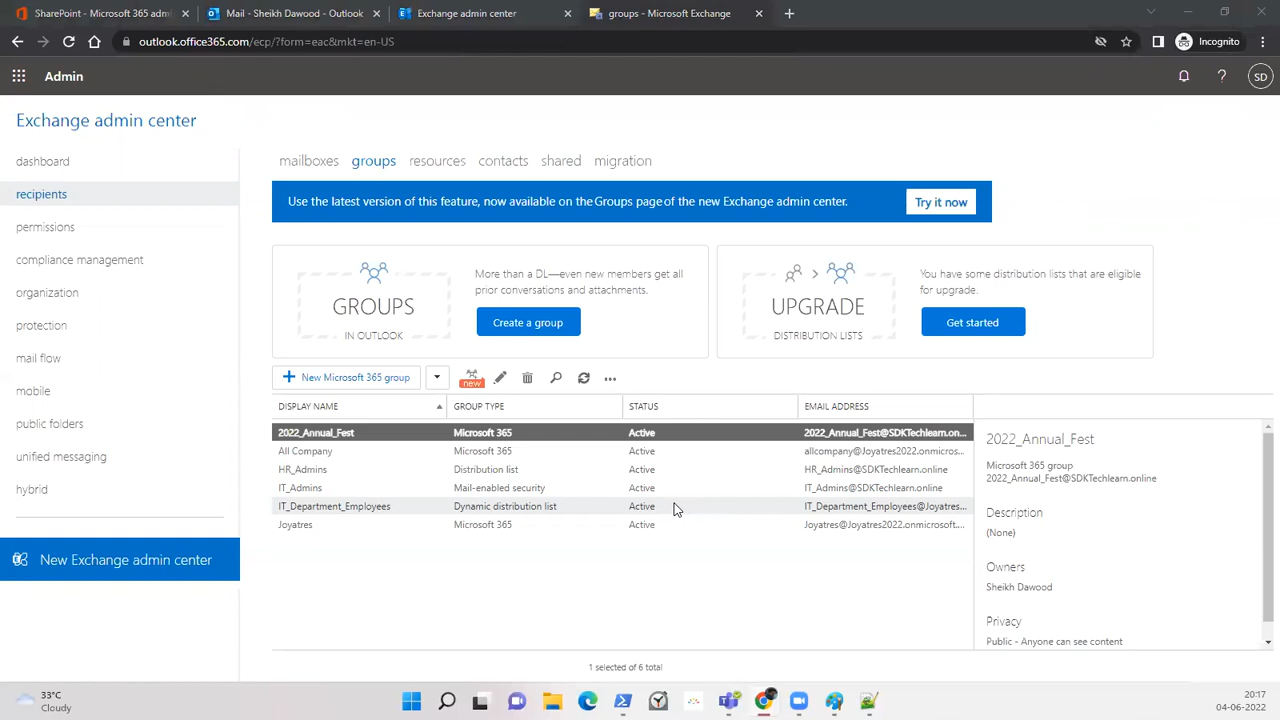 SharePoint - Microsoft 365 adm
Mail - Sheikh Dawood - Outlook
Exchange admin center
groups - Microsoft Exchange
outlook.office365.com/ecp/?form=eac&mkt=en-US
Incognito
Admin
SD
Exchange admin center
dashboard
recipients
permissions
compliance management
organization
protection
mail flow
mobile
public folders
unified messaging
hybrid
New Exchange admin center
mailboxes groups resources contacts shared migration
Use the latest version of this feature, now available on the Groups page of the new Exchange admin center.
Try it now
GROUPS
IN OUTLOOK
More than a DL—even new members get all
prior conversations and attachments.
Create a group
UPGRADE
DISTRIBUTION LISTS
You have some distribution lists that are eligible
for upgrade.
Get started
New Microsoft 365 group
new
DISPLAY NAME GROUP TYPE STATUS EMAIL ADDRESS
2022_Annual_Fest Microsoft 365 Active 2022_Annual_Fest@SDKTechlearn.on...
All Company Microsoft 365 Active allcompany@Joyatres2022.onmicros...
HR_Admins Distribution list Active HR_Admins@SDKTechlearn.online
IT_Admins Mail-enabled security Active IT_Admins@SDKTechlearn.online
IT_Department_Employees Dynamic distribution list Active IT_Department_Employees@Joyatres...
Joyatres Microsoft 365 Active Joyatres@Joyatres2022.onmicrosoft....
1 selected of 6 total
2022_Annual_Fest
Microsoft 365 group
2022_Annual_Fest@SDKTechlearn.online
Description
(None)
Owners
Sheikh Dawood
Privacy
Public - Anyone can see content
33°C
Cloudy
20:17
04-06-2022